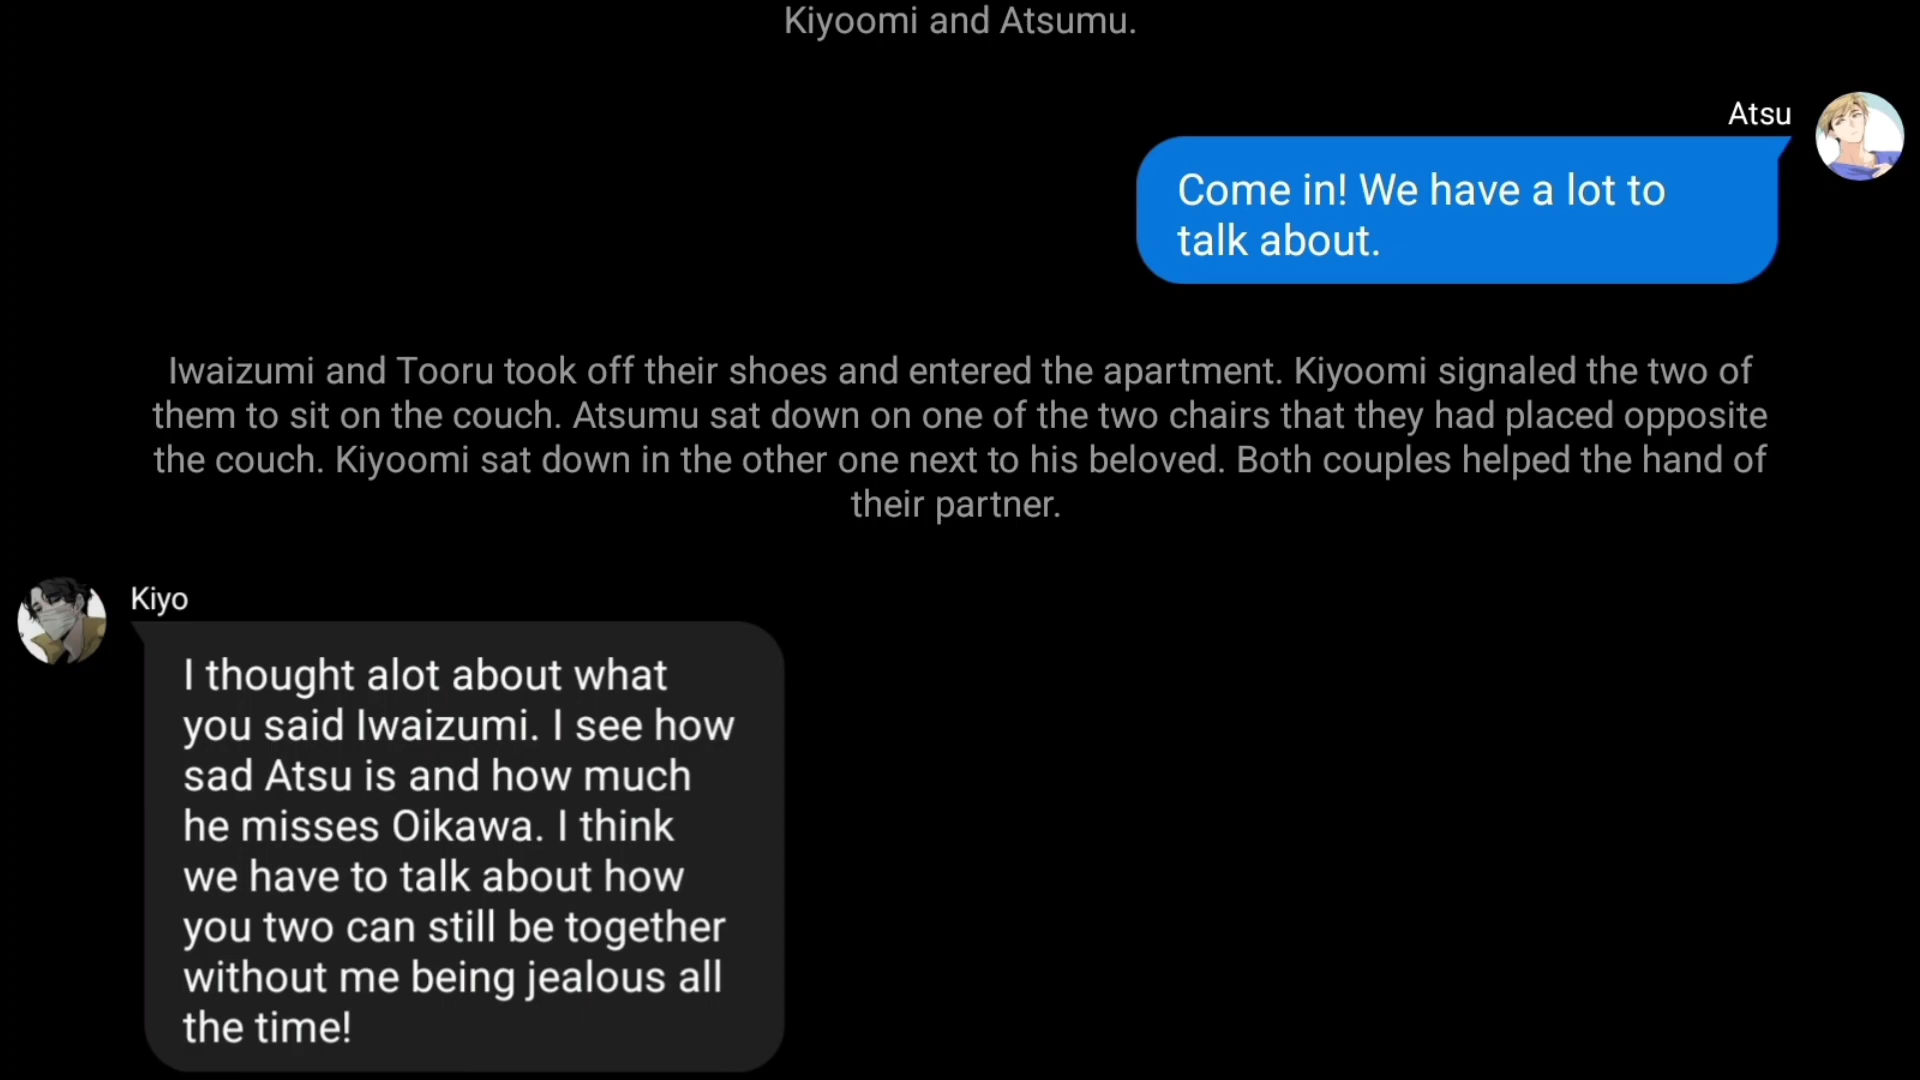 Kiyoomi and Atsumu.
Atsu
Come in! We have a lot to
talk about.
Iwaizumi and Tooru took off their shoes and entered the apartment. Kiyoomi signaled the two of
them to sit on the couch. Atsumu sat down on one of the two chairs that they had placed opposite
the couch. Kiyoomi sat down in the other one next to his beloved. Both couples helped the hand of
their partner.
Kiyo
I thought alot about what
you said Iwaizumi. I see how
sad Atsu is and how much
he misses Oikawa. I think
we have to talk about how
you two can still be together
without me being jealous all
the time!